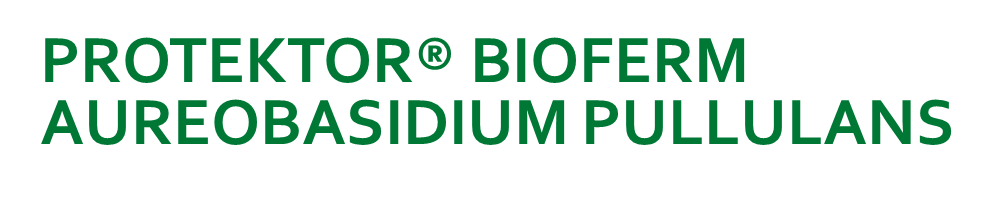 PROTEKTOR® BIOFERM
AUREOBASIDIUM PULLULANS